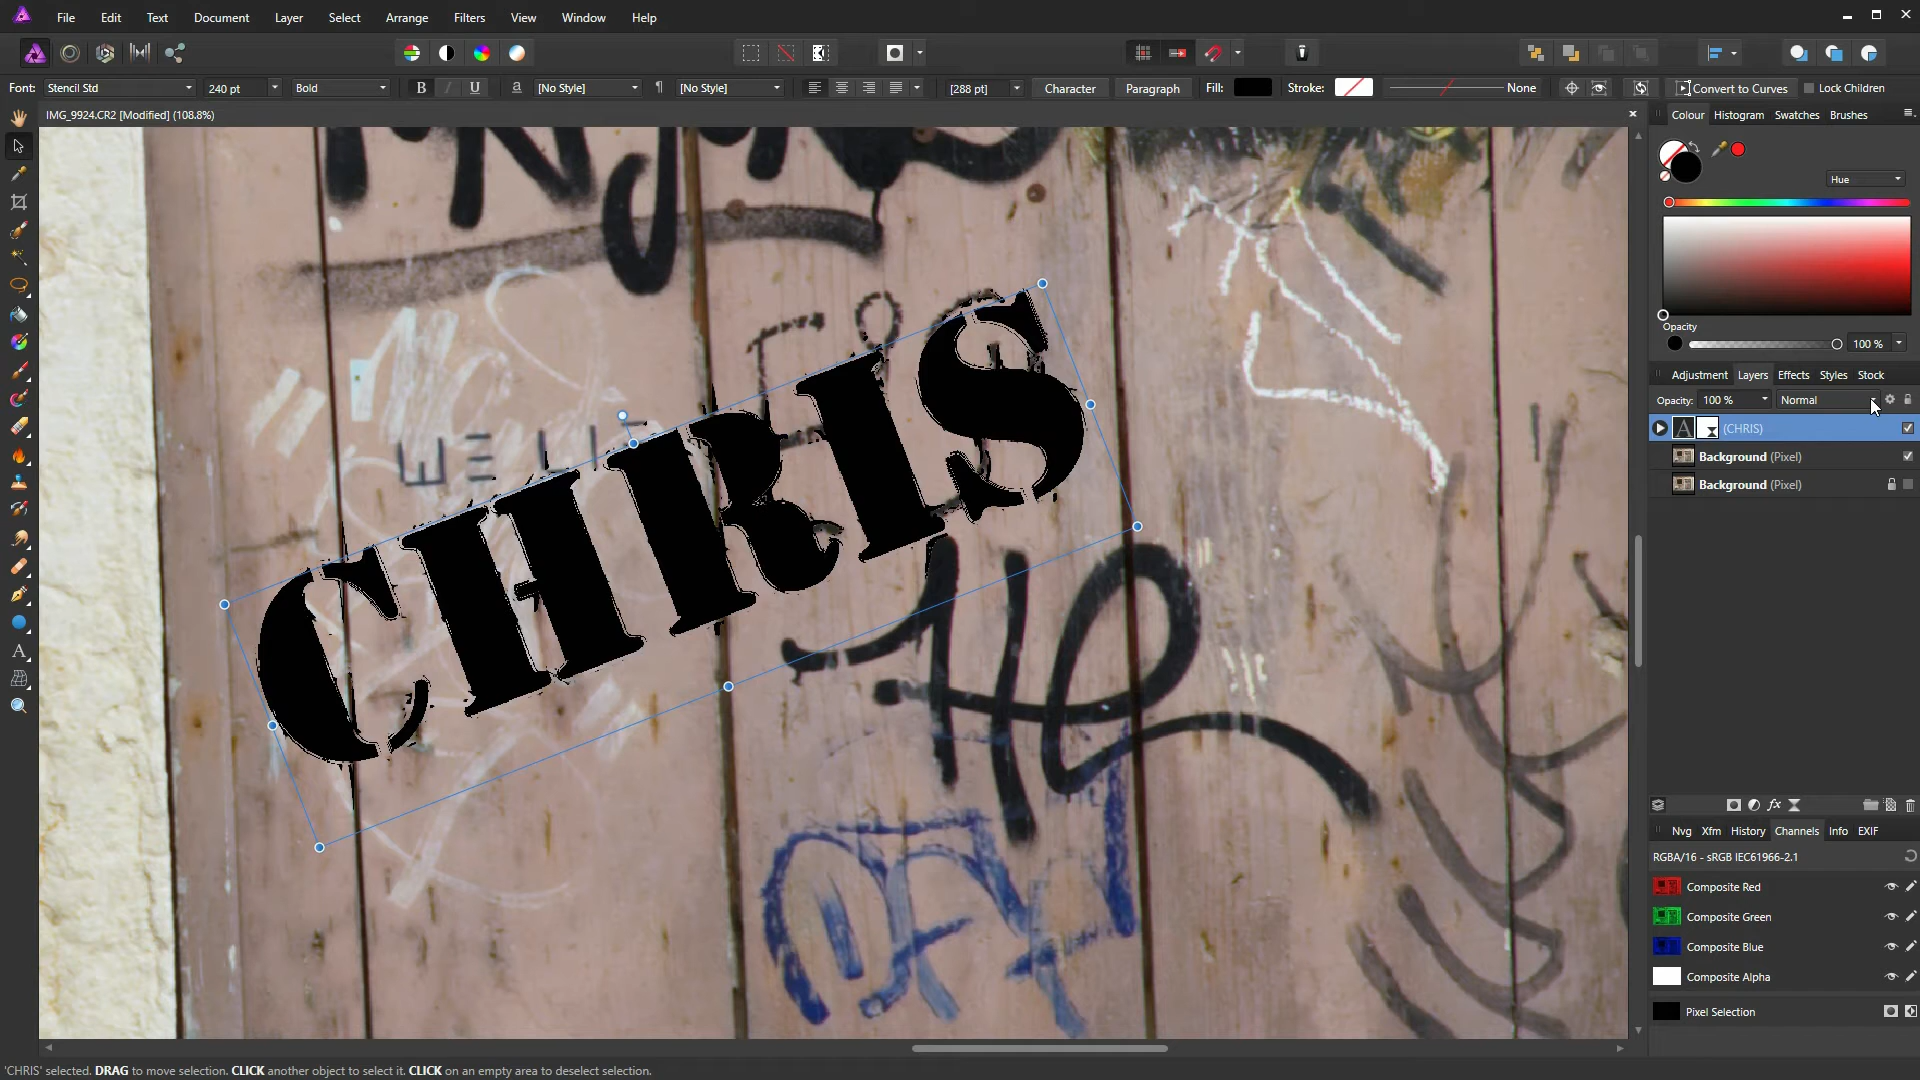 File Edit Text Document Layer Select Arrange Filters View Window Help
Font: Stencil Std 240 pt Bold B I U a [No Style] ¶ [No Style] [288 pt] Character Paragraph Fill: Stroke: None Convert to Curves Lock Children
IMG_9924.CR2 [Modified] (108.8%)
Colour Histogram Swatches Brushes
Hue
Opacity
100 %
Adjustment Layers Effects Styles Stock
Opacity: 100 % Normal
A (CHRIS)
Background (Pixel)
Background (Pixel)
CHRIS
WE LI
Nvg Xfm History Channels Info EXIF
RGBA/16 - sRGB IEC61966-2.1
Composite Red
Composite Green
Composite Blue
Composite Alpha
Pixel Selection
'CHRIS' selected. DRAG to move selection. CLICK another object to select it. CLICK on an empty area to deselect selection.